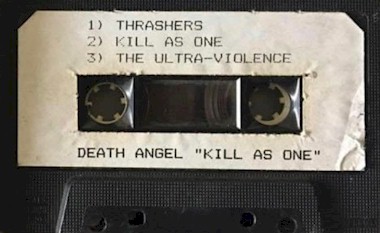 1) THRASHERS
2) KILL AS ONE
3) THE ULTRA-VIOLENCE
DEATH ANGEL "KILL AS ONE"